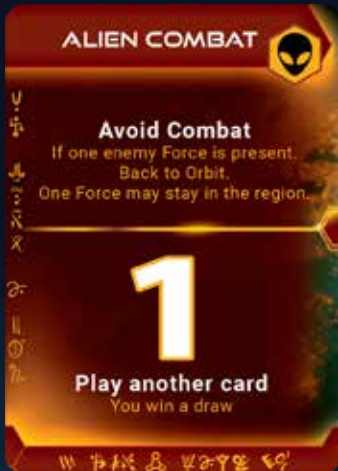 ALIEN COMBAT
Avoid Combat
If one enemy Force is present.
Back to Orbit.
One Force may stay in the region.
1
Play another card
You win a draw